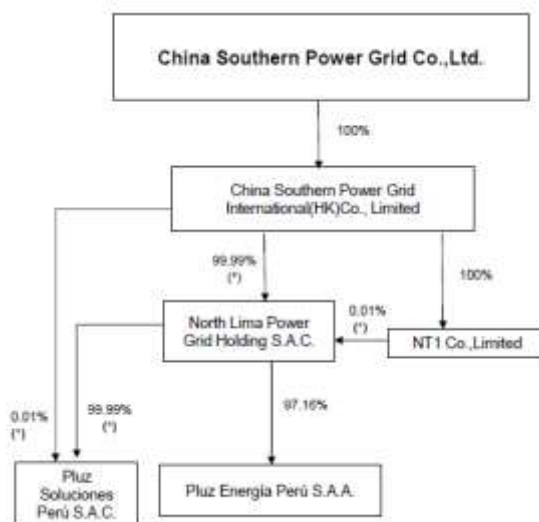 China Southern Power Grid Co.,Ltd.
100%
China Southern Power Grid
International(HK)Co., Limited
99.99%
(*)
100%
0.01%
(*)
North Lima Power
Grid Holding S.A.C.
NT1 Co.,Limited
0.01%
(*)
99.99%
(*)
97.16%
Pluz
Soluciones
Perú S.A.C.
Pluz Energía Perú S.A.A.